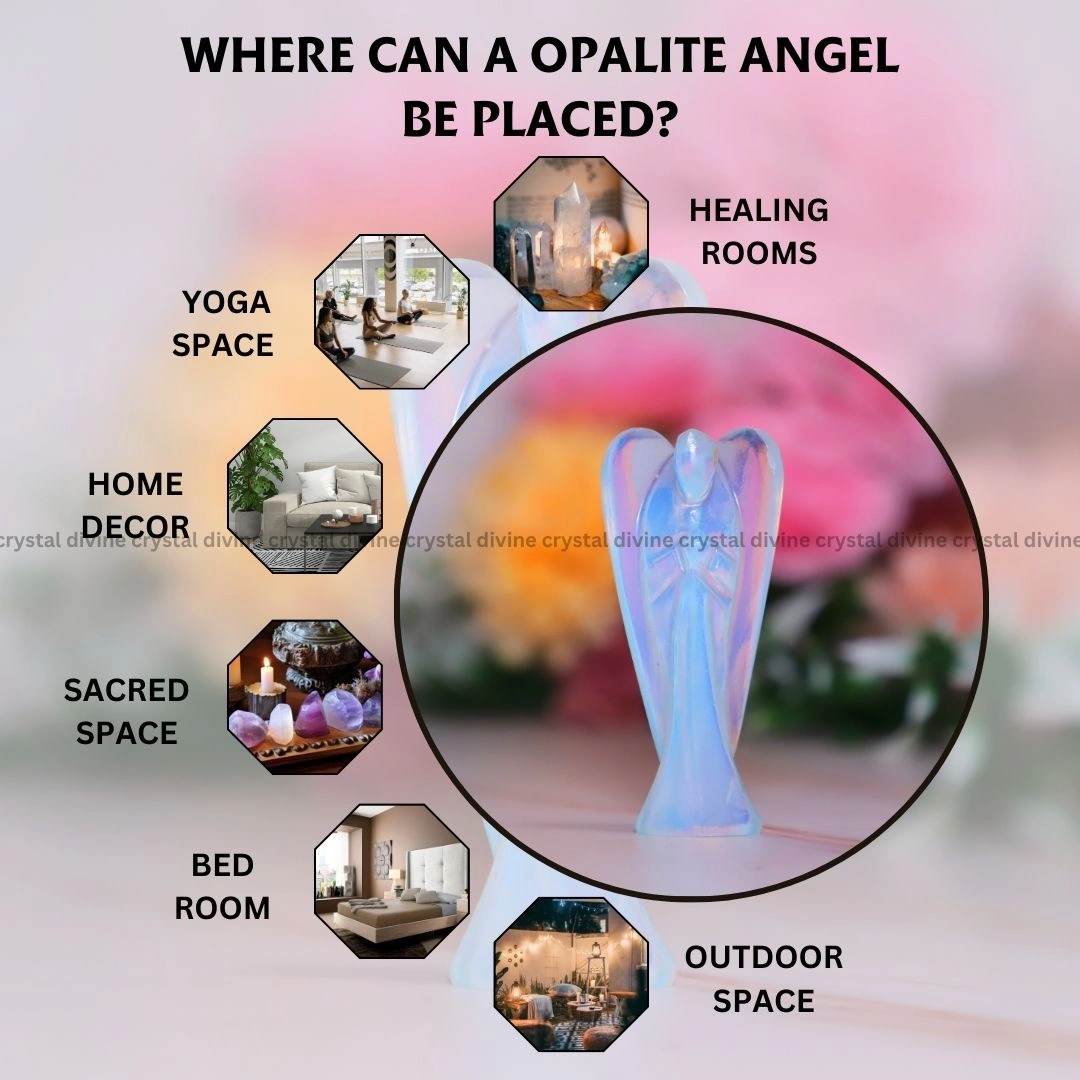 WHERE CAN A OPALITE ANGEL
BE PLACED?
HEALING
ROOMS
YOGA
SPACE
HOME
DECOR
crystal divine crystal divine crystal divine crystal divine crystal divine crystal divine crystal divine crystal divine
SACRED
SPACE
BED
ROOM
OUTDOOR
SPACE